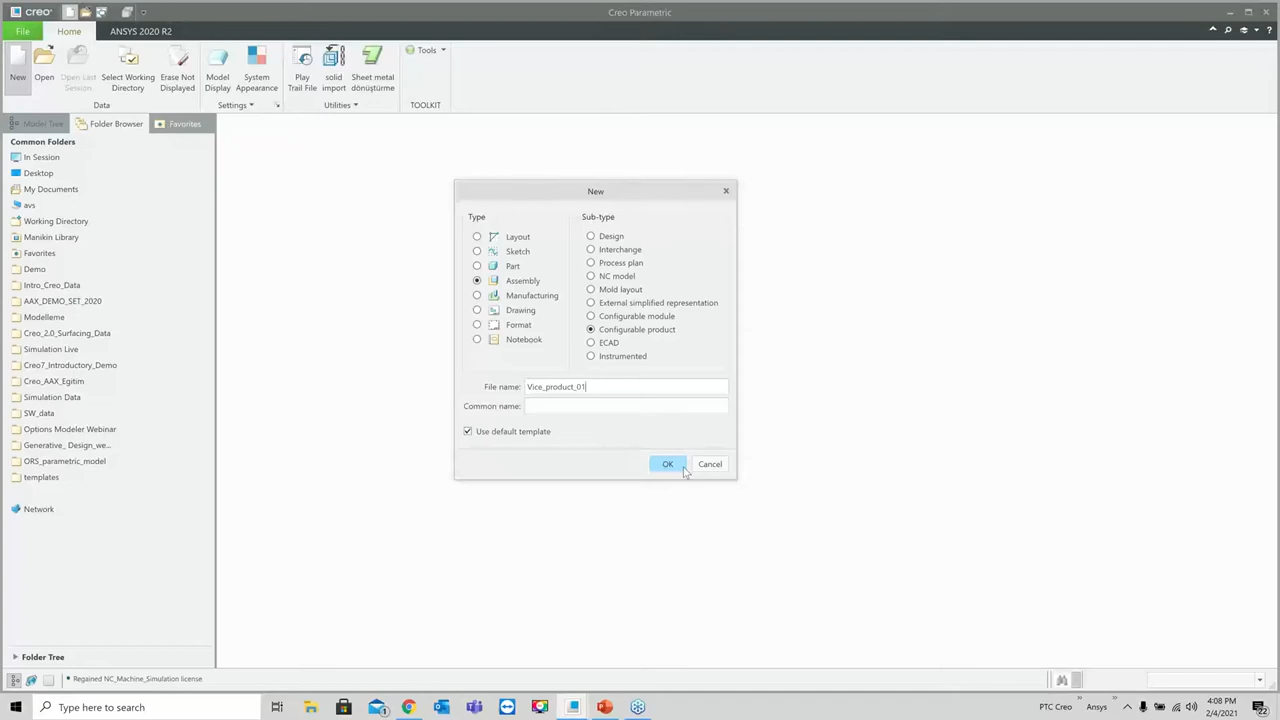 creo
Creo Parametric
File
Home
ANSYS 2020 R2
New
Open
Open Last
Session
Select Working
Directory
Erase Not
Displayed
Model
Display
System
Appearance
Play
Trail File
solid
import
Sheet metal
dönüştürme
Tools
Data
Settings
Utilities
TOOLKIT
Model Tree
Folder Browser
Favorites
Common Folders
In Session
Desktop
My Documents
avs
Working Directory
Manikin Library
Favorites
Demo
Intro_Creo_Data
AAX_DEMO_SET_2020
Modelleme
Creo_2.0_Surfacing_Data
Simulation Live
Creo7_Introductory_Demo
Creo_AAX_Egitim
Simulation Data
SW_data
Options Modeler Webinar
Generative_ Design_we...
ORS_parametric_model
templates
Network
Folder Tree
New
Type
Layout
Sketch
Part
Assembly
Manufacturing
Drawing
Format
Notebook
Sub-type
Design
Interchange
Process plan
NC model
Mold layout
External simplified representation
Configurable module
Configurable product
ECAD
Instrumented
File name: Vice_product_01
Common name:
Use default template
OK
Cancel
• Regained NC_Machine_Simulation license
Type here to search
PTC Creo
Ansys
4:08 PM
2/4/2021
22